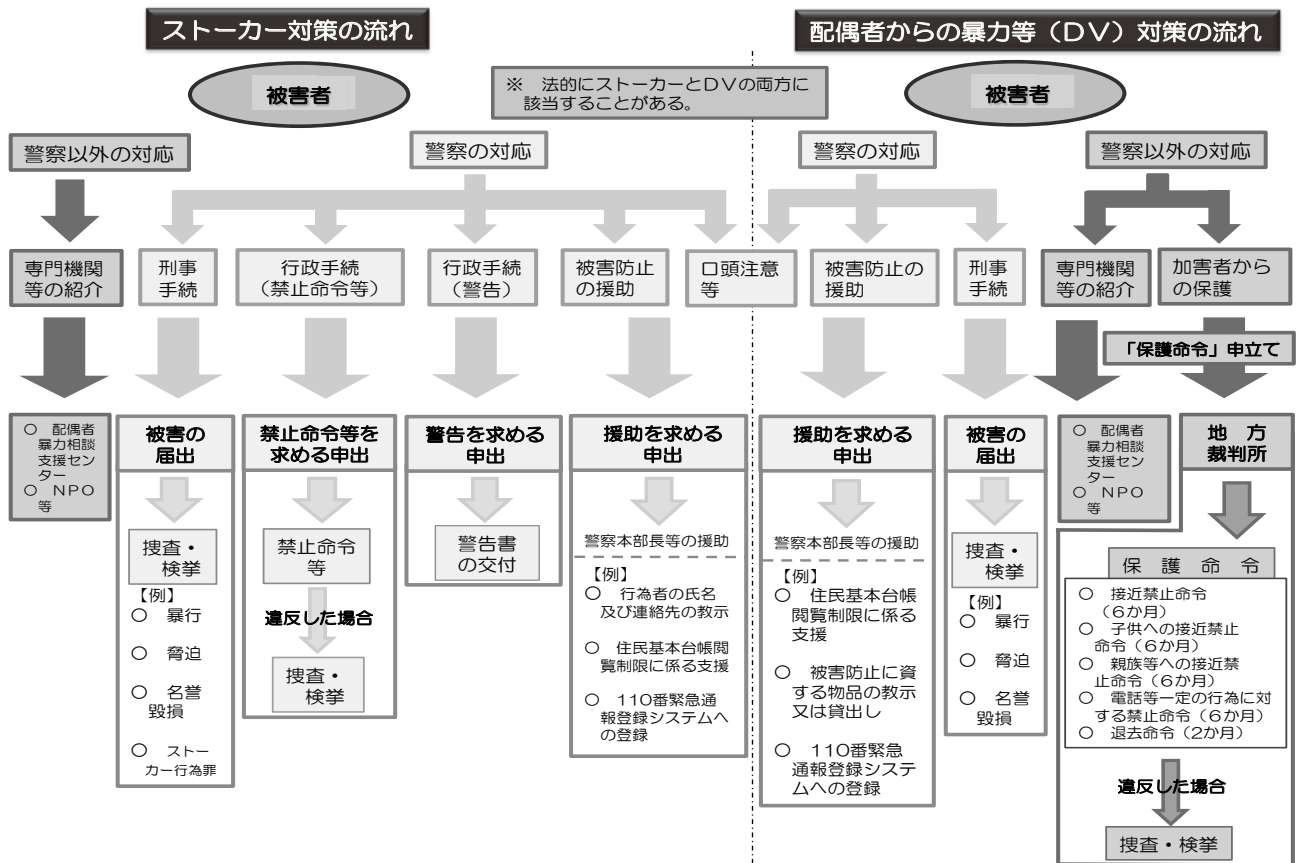 ストーカー対策の流れ
被害者
※　法的にストーカーとDVの両方に
該当することがある。
警察以外の対応
警察の対応
専門機関
等の紹介
刑事
手続
行政手続
（禁止命令等）
行政手続
（警告）
被害防止
の援助
口頭注意
等
○　配偶者
暴力相談
支援セン
ター
○　NPO
等
被害の
届出
捜査・
検挙
【例】
○　暴行
○　脅迫
○　名誉
毀損
○　ストー
カー行為罪
禁止命令等を
求める申出
禁止命令
等
違反した場合
捜査・
検挙
警告を求める
申出
警告書
の交付
援助を求める
申出
警察本部長等の援助
【例】
○　行為者の氏名
及び連絡先の教示
○　住民基本台帳閲
覧制限に係る支援
○　110番緊急通
報登録システムへ
の登録
配偶者からの暴力等（DV）対策の流れ
被害者
警察の対応
警察以外の対応
被害防止の
援助
刑事
手続
専門機関
等の紹介
加害者から
の保護
「保護命令」申立て
援助を求める
申出
警察本部長等の援助
【例】
○　住民基本台帳
閲覧制限に係る
支援
○　被害防止に資
する物品の教示
又は貸出し
○　110番緊急
通報登録システ
ムへの登録
被害の
届出
捜査・
検挙
【例】
○　暴行
○　脅迫
○　名誉
毀損
○　配偶者
暴力相談
支援セン
ター
○　NPO
等
地　方
裁判所
保　護　命　令
○　接近禁止命令
（6か月）
○　子供への接近禁止
命令（6か月）
○　親族等への接近禁
止命令（6か月）
○　電話等一定の行為に対
する禁止命令（6か月）
○　退去命令（2か月）
違反した場合
捜査・検挙